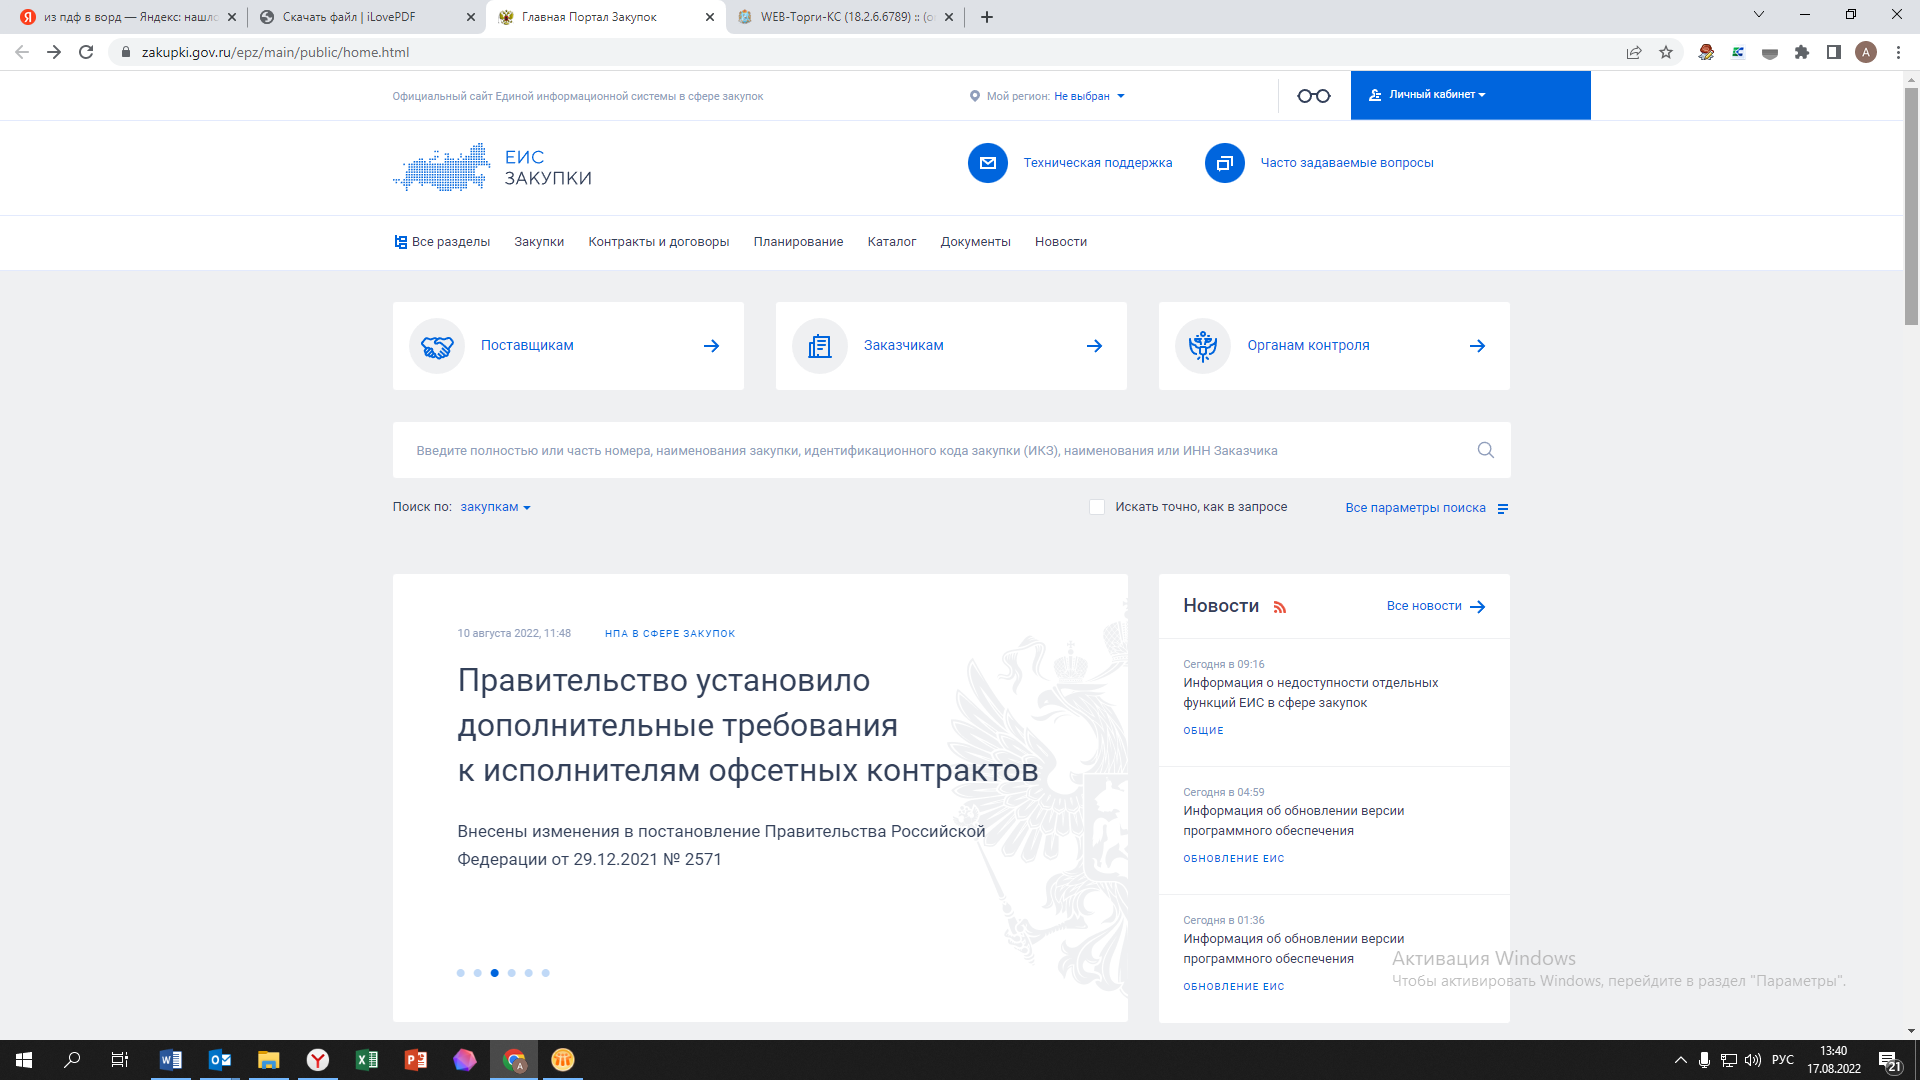 из пдф в ворд — Яндекс: нашло
Скачать файл | iLovePDF
Главная Портал Закупок
WEB-Торги-КС (18.2.6.6789) :: (о
zakupki.gov.ru/epz/main/public/home.html
A
Официальный сайт Единой информационной системы в сфере закупок
Мой регион: Не выбран
Личный кабинет
ЕИС
ЗАКУПКИ
Техническая поддержка
Часто задаваемые вопросы
Все разделы
Закупки
Контракты и договоры
Планирование
Каталог
Документы
Новости
Поставщикам
Заказчикам
Органам контроля
Введите полностью или часть номера, наименования закупки, идентификационного кода закупки (ИКЗ), наименования или ИНН Заказчика
Поиск по: закупкам
Искать точно, как в запросе
Все параметры поиска
10 августа 2022, 11:48
НПА В СФЕРЕ ЗАКУПОК
Правительство установило
дополнительные требования
к исполнителям офсетных контрактов
Внесены изменения в постановление Правительства Российской
Федерации от 29.12.2021 № 2571
Новости
Все новости
Сегодня в 09:16
Информация о недоступности отдельных
функций ЕИС в сфере закупок
ОБЩИЕ
Сегодня в 04:59
Информация об обновлении версии
программного обеспечения
ОБНОВЛЕНИЕ ЕИС
Сегодня в 01:36
Информация об обновлении версии
программного обеспечения
ОБНОВЛЕНИЕ ЕИС
Активация Windows
Чтобы активировать Windows, перейдите в раздел "Параметры".
РУС
13:40
17.08.2022
21